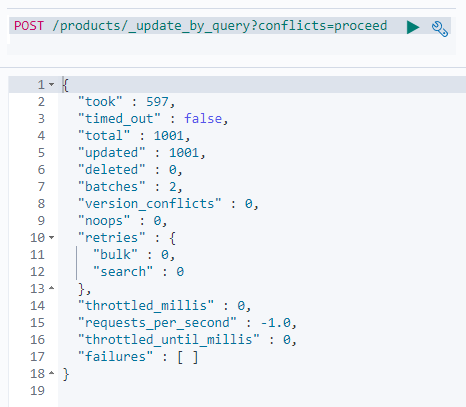 POST /products/_update_by_query?conflicts=proceed
1 {
2 "took" : 597,
3 "timed_out" : false,
4 "total" : 1001,
5 "updated" : 1001,
6 "deleted" : 0,
7 "batches" : 2,
8 "version_conflicts" : 0,
9 "noops" : 0,
10 "retries" : {
11 "bulk" : 0,
12 "search" : 0
13 },
14 "throttled_millis" : 0,
15 "requests_per_second" : -1.0,
16 "throttled_until_millis" : 0,
17 "failures" : [ ]
18 }
19